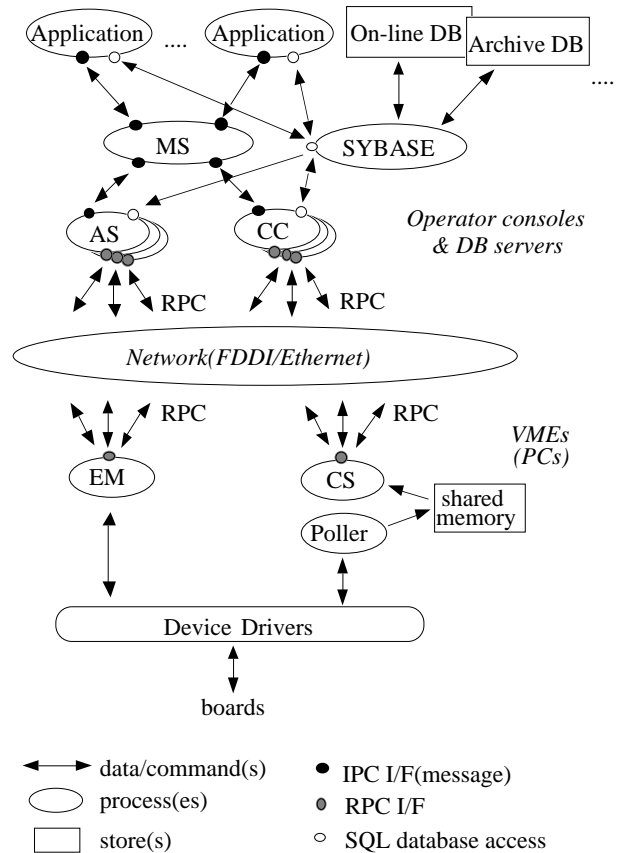 Application
....
Application
On-line DB
Archive DB
....
MS
SYBASE
AS
CC
Operator consoles
& DB servers
RPC
RPC
Network(FDDI/Ethernet)
RPC
RPC
VMEs
(PCs)
EM
CS
shared
memory
Poller
Device Drivers
boards
data/command(s)
IPC I/F(message)
process(es)
RPC I/F
store(s)
SQL database access